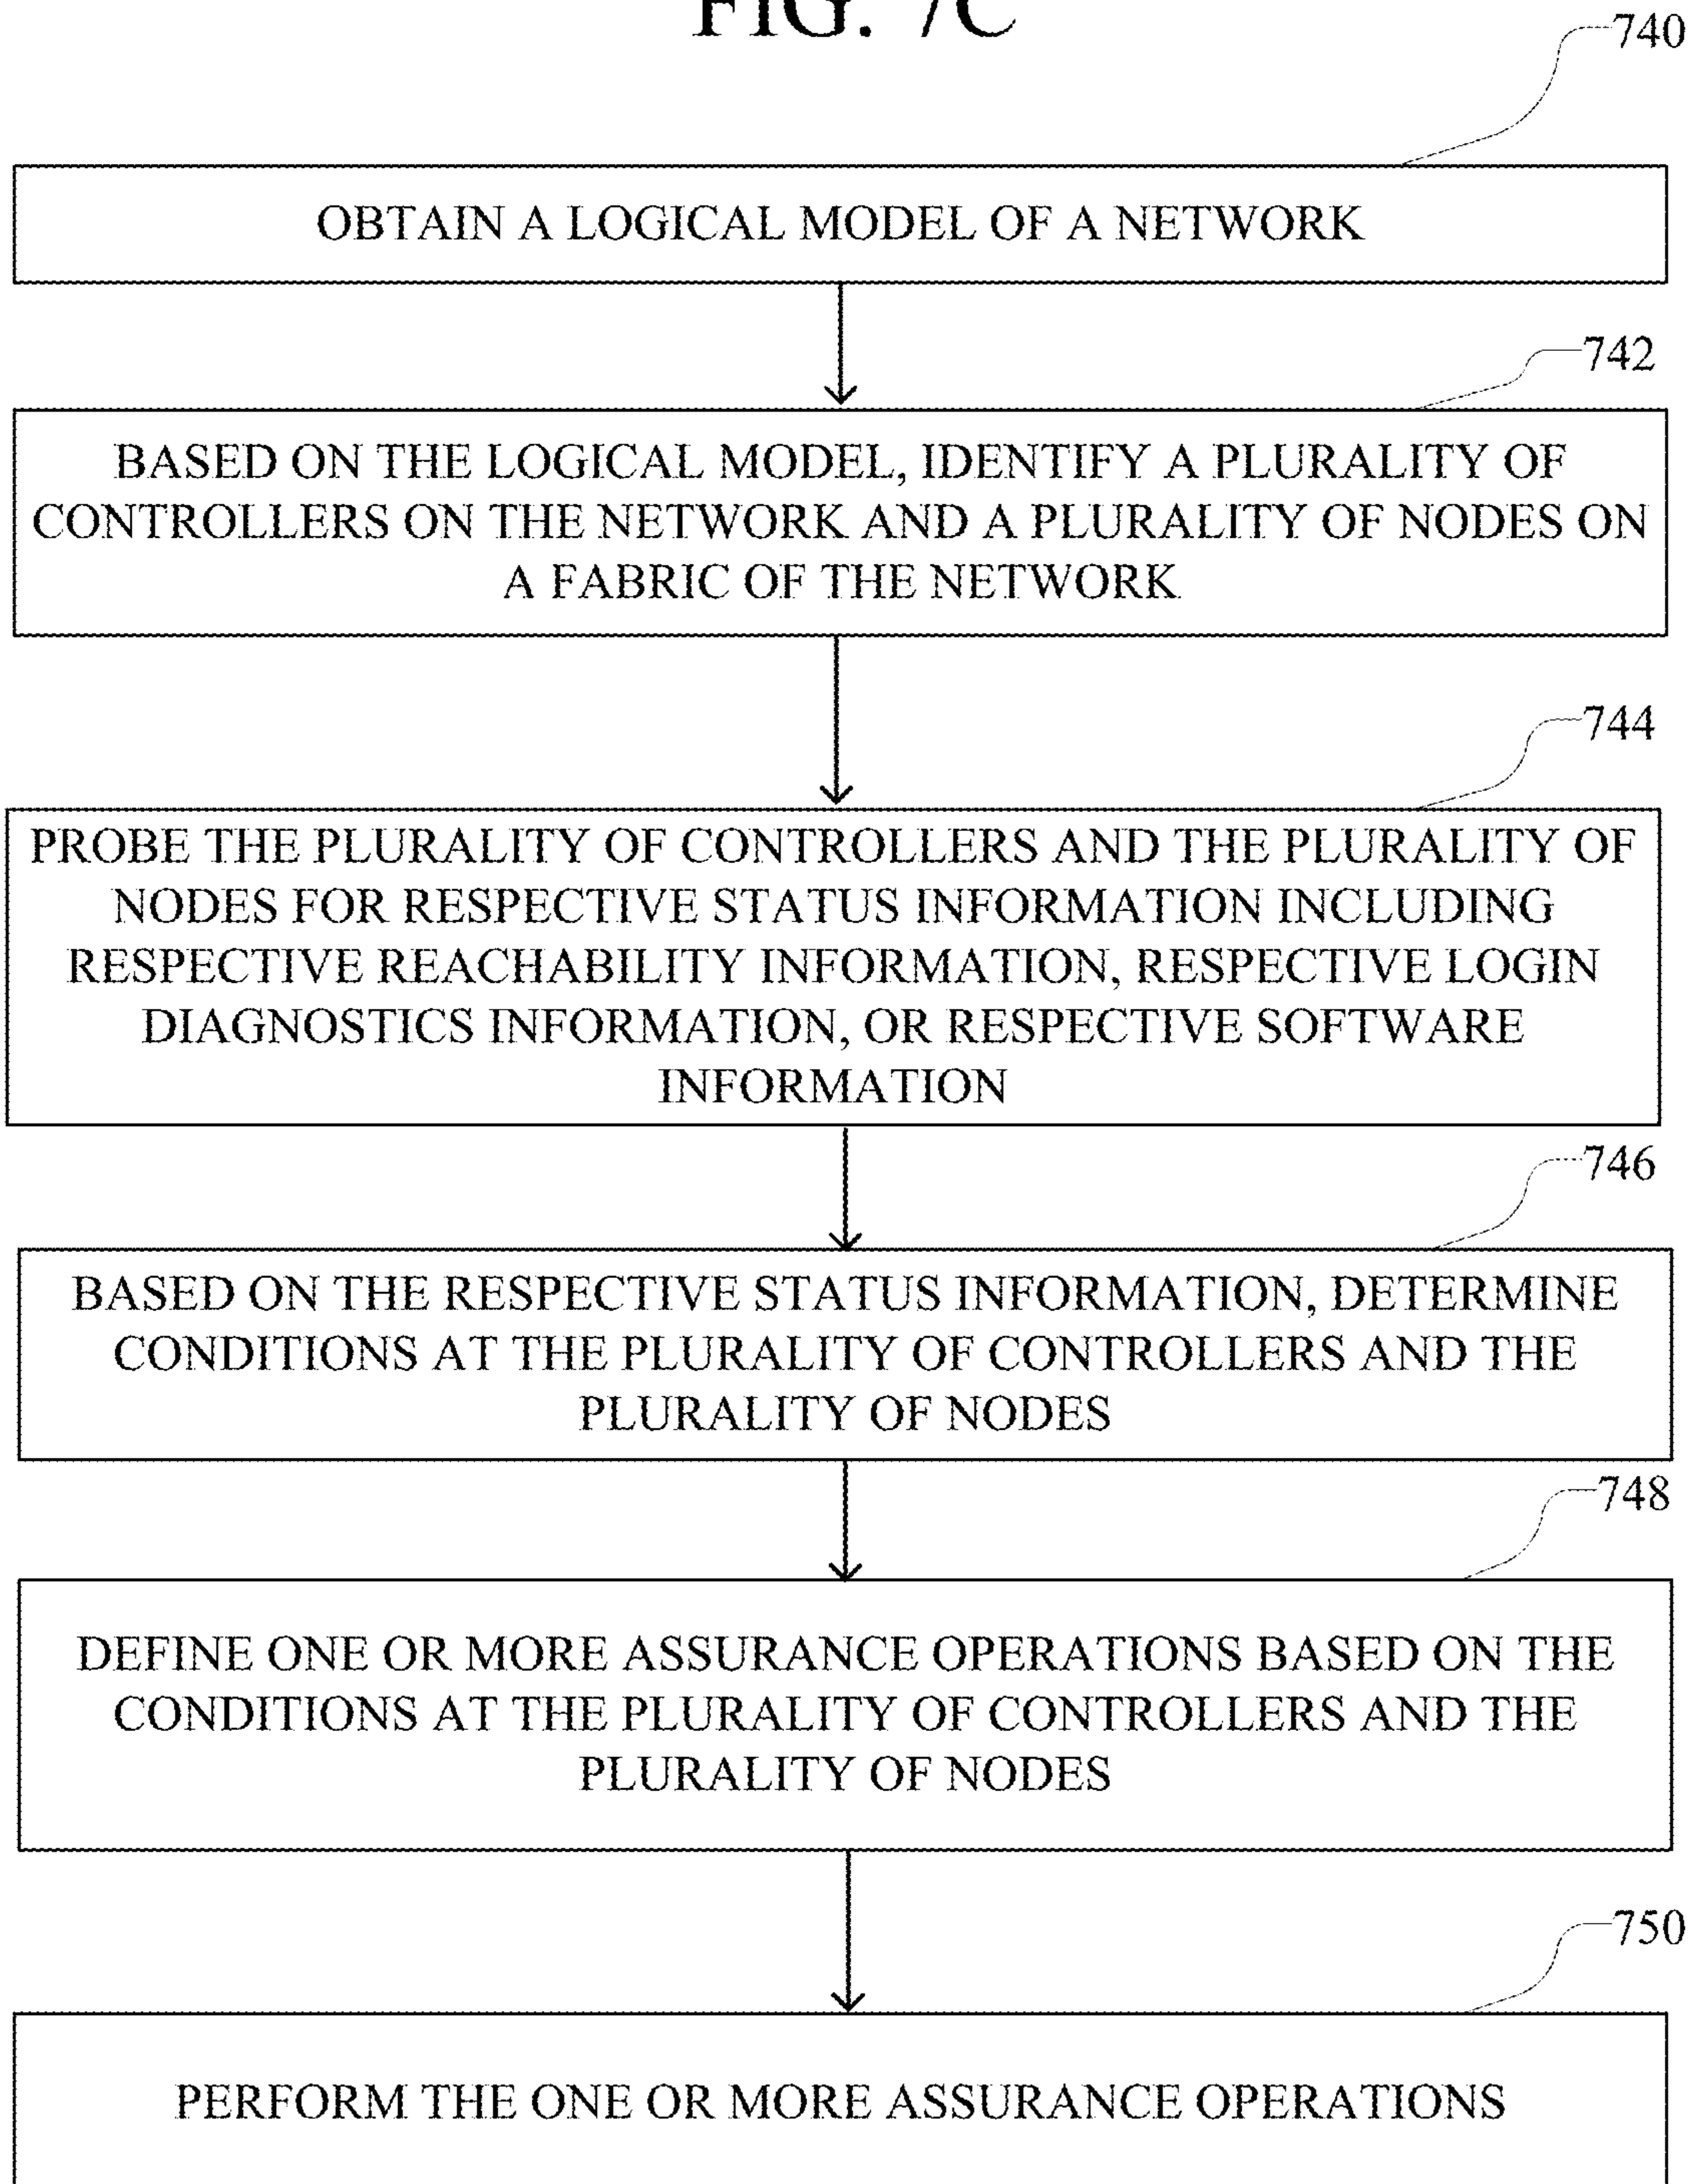 FIG. 7C
740
OBTAIN A LOGICAL MODEL OF A NETWORK
742
BASED ON THE LOGICAL MODEL, IDENTIFY A PLURALITY OF
CONTROLLERS ON THE NETWORK AND A PLURALITY OF NODES ON
A FABRIC OF THE NETWORK
744
PROBE THE PLURALITY OF CONTROLLERS AND THE PLURALITY OF
NODES FOR RESPECTIVE STATUS INFORMATION INCLUDING
RESPECTIVE REACHABILITY INFORMATION, RESPECTIVE LOGIN
DIAGNOSTICS INFORMATION, OR RESPECTIVE SOFTWARE
INFORMATION
746
BASED ON THE RESPECTIVE STATUS INFORMATION, DETERMINE
CONDITIONS AT THE PLURALITY OF CONTROLLERS AND THE
PLURALITY OF NODES
748
DEFINE ONE OR MORE ASSURANCE OPERATIONS BASED ON THE
CONDITIONS AT THE PLURALITY OF CONTROLLERS AND THE
PLURALITY OF NODES
750
PERFORM THE ONE OR MORE ASSURANCE OPERATIONS